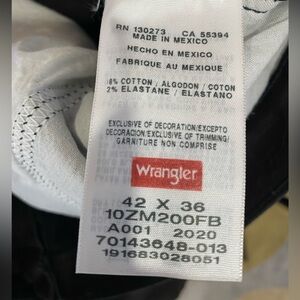 RN 130273 CA 56394
MADE IN MEXICO
HECHO EN MEXICO
FABRIQUE AU MEXIQUE
8% COTTON / ALGODON / COTON
2% ELASTANE / ELASTANO
EXCLUSIVE OF DECORATION/EXCEPTO
DECORACION/EXCLUSIVE OF TRIMMING/
GARNITURE NON COMPRISE
Wrangler
42 X 36
10ZM200FB
A001 2020
70143648-013
191683028051